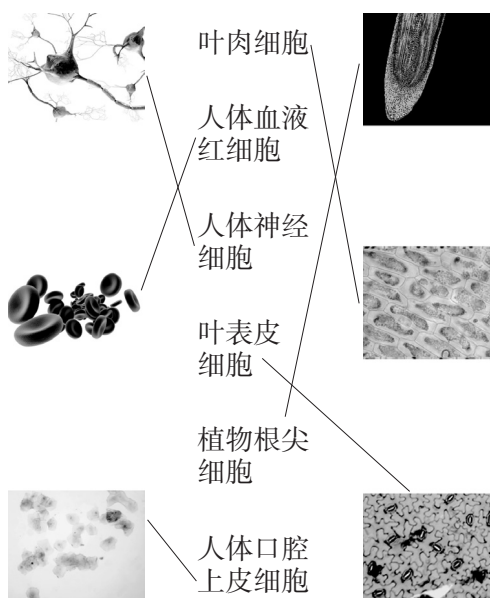 叶肉细胞
人体血液
红细胞
人体神经
细胞
叶表皮
细胞
植物根尖
细胞
人体口腔
上皮细胞